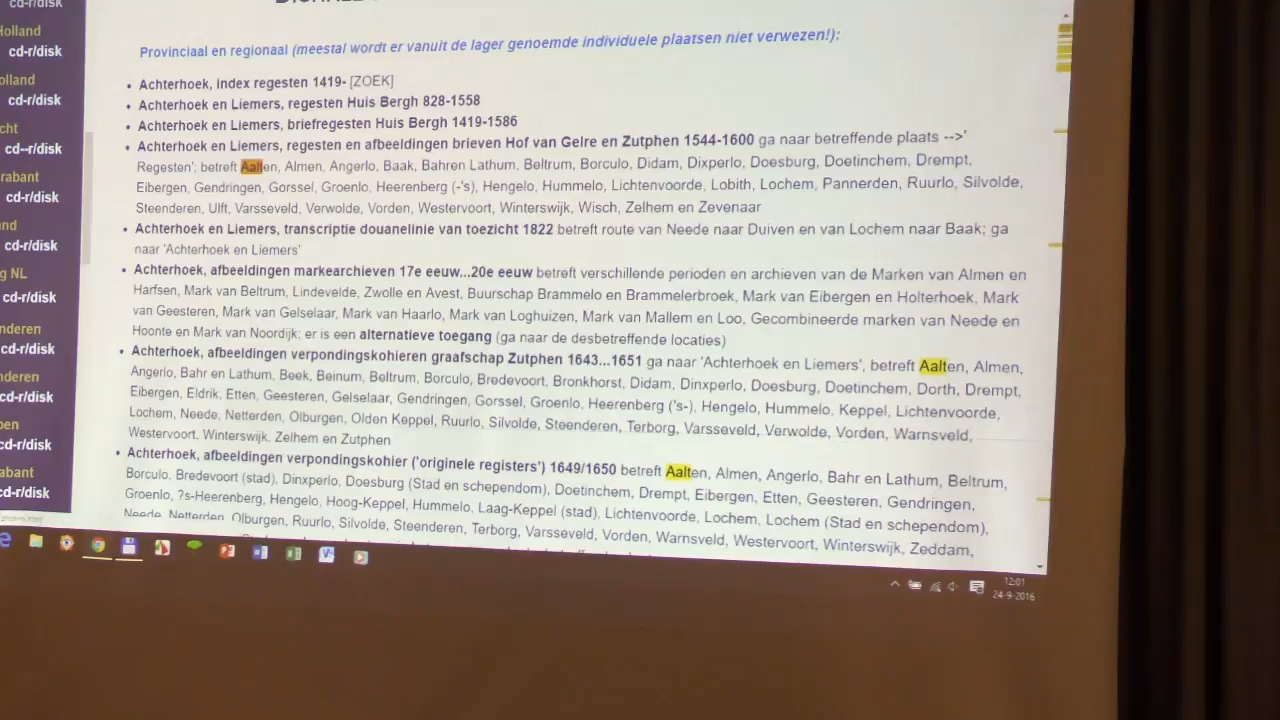 cd-r/disk
Holland
cd-r/disk
olland
cd-r/disk
cht
cd--r/disk
rabant
cd-r/disk
nd
cd-r/disk
g NL
cd-r/disk
nderen
cd-r/disk
nderen
cd-r/disk
pen
cd-r/disk
abant
cd-r/disk
Provinciaal en regionaal (meestal wordt er vanuit de lager genoemde individuele plaatsen niet verwezen!):
• Achterhoek, index regesten 1419- [ZOEK]
• Achterhoek en Liemers, regesten Huis Bergh 828-1558
• Achterhoek en Liemers, briefregesten Huis Bergh 1419-1586
• Achterhoek en Liemers, regesten en afbeeldingen brieven Hof van Gelre en Zutphen 1544-1600 ga naar betreffende plaats -->'
Regesten'; betreft Aalten, Almen, Angerlo, Baak, Bahren Lathum, Beltrum, Borculo, Didam, Dixperlo, Doesburg, Doetinchem, Drempt,
Eibergen, Gendringen, Gorssel, Groenlo, Heerenberg (-'s), Hengelo, Hummelo, Lichtenvoorde, Lobith, Lochem, Pannerden, Ruurlo, Silvolde,
Steenderen, Ulft, Varsseveld, Verwolde, Vorden, Westervoort, Winterswijk, Wisch, Zelhem en Zevenaar
• Achterhoek en Liemers, transcriptie douanelinie van toezicht 1822 betreft route van Neede naar Duiven en van Lochem naar Baak; ga
naar 'Achterhoek en Liemers'
• Achterhoek, afbeeldingen markearchieven 17e eeuw...20e eeuw betreft verschillende perioden en archieven van de Marken van Almen en
Harfsen, Mark van Beltrum, Lindevelde, Zwolle en Avest, Buurschap Brammelo en Brammelerbroek, Mark van Eibergen en Holterhoek, Mark
van Geesteren, Mark van Gelselaar, Mark van Haarlo, Mark van Loghuizen, Mark van Mallem en Loo, Gecombineerde marken van Neede en
Hoonte en Mark van Noordijk; er is een alternatieve toegang (ga naar de desbetreffende locaties)
• Achterhoek, afbeeldingen verpondingskohieren graafschap Zutphen 1643...1651 ga naar 'Achterhoek en Liemers', betreft Aalten, Almen,
Angerlo, Bahr en Lathum, Beek, Beinum, Beltrum, Borculo, Bredevoort, Bronkhorst, Didam, Dinxperlo, Doesburg, Doetinchem, Dorth, Drempt,
Eibergen, Eldrik, Etten, Geesteren, Gelselaar, Gendringen, Gorssel, Groenlo, Heerenberg ('s-), Hengelo, Hummelo, Keppel, Lichtenvoorde,
Lochem, Neede, Netterden, Olburgen, Olden Keppel, Ruurlo, Silvolde, Steenderen, Terborg, Varsseveld, Verwolde, Vorden, Warnsveld,
Westervoort, Winterswijk, Zelhem en Zutphen
• Achterhoek, afbeeldingen verpondingskohier ('originele registers') 1649/1650 betreft Aalten, Almen, Angerlo, Bahr en Lathum, Beltrum,
Borculo, Bredevoort (stad), Dinxperlo, Doesburg (Stad en schependom), Doetinchem, Drempt, Eibergen, Etten, Geesteren, Gendringen,
Groenlo, ?s-Heerenberg, Hengelo, Hoog-Keppel, Hummelo, Laag-Keppel (stad), Lichtenvoorde, Lochem, Lochem (Stad en schependom),
Neede, Netterden, Olburgen, Ruurlo, Silvolde, Steenderen, Terborg, Varsseveld, Vorden, Warnsveld, Westervoort, Winterswijk, Zeddam,
12:01
24-9-2016